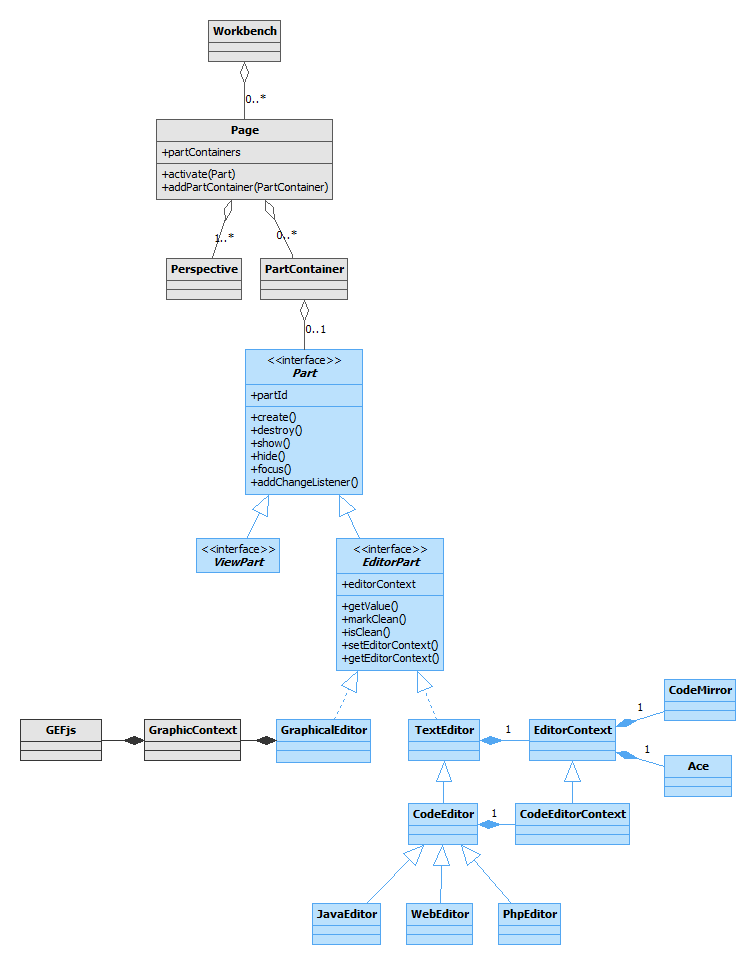 Workbench
0..*
Page
+partContainers
+activate(Part)
+addPartContainer(PartContainer)
1..*
0..*
Perspective
PartContainer
0..1
<<interface>>
Part
+partId
+create()
+destroy()
+show()
+hide()
+focus()
+addChangeListener()
<<interface>>
ViewPart
<<interface>>
EditorPart
+editorContext
+getValue()
+markClean()
+isClean()
+setEditorContext()
+getEditorContext()
GEFjs
GraphicContext
GraphicalEditor
TextEditor
1
EditorContext
1
CodeMirror
1
Ace
CodeEditor
1
CodeEditorContext
JavaEditor
WebEditor
PhpEditor